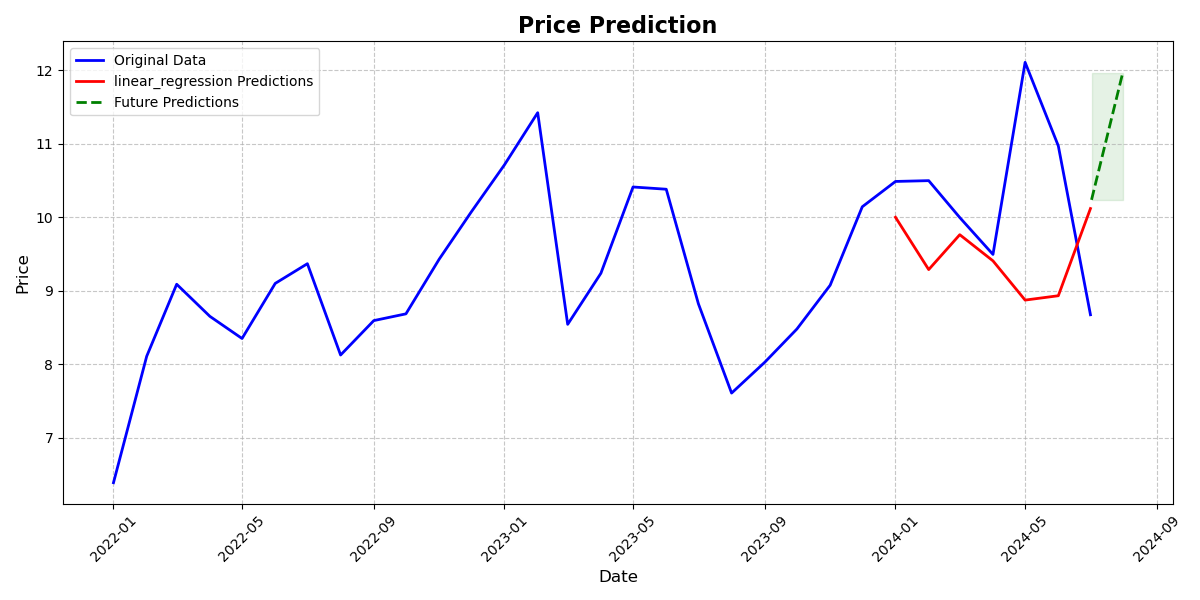 Price Prediction
Original Data
linear_regression Predictions
Future Predictions
12
11
10
9
8
7
Price
2022-01
2022-05
2022-09
2023-01
2023-05
2023-09
2024-01
2024-05
2024-09
Date